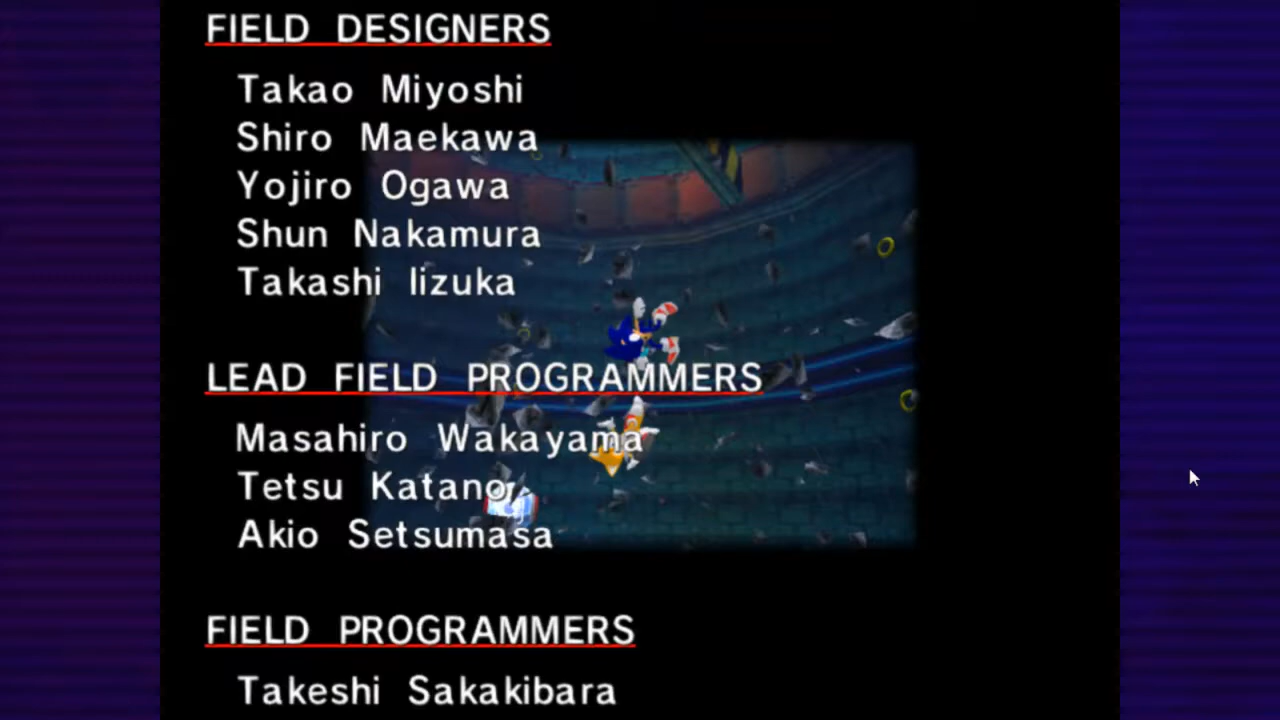 FIELD DESIGNERS
Takao Miyoshi
Shiro Maekawa
Yojiro Ogawa
Shun Nakamura
Takashi Iizuka
LEAD FIELD PROGRAMMERS
Masahiro Wakayama
Tetsu Katano
Akio Setsumasa
FIELD PROGRAMMERS
Takeshi Sakakibara